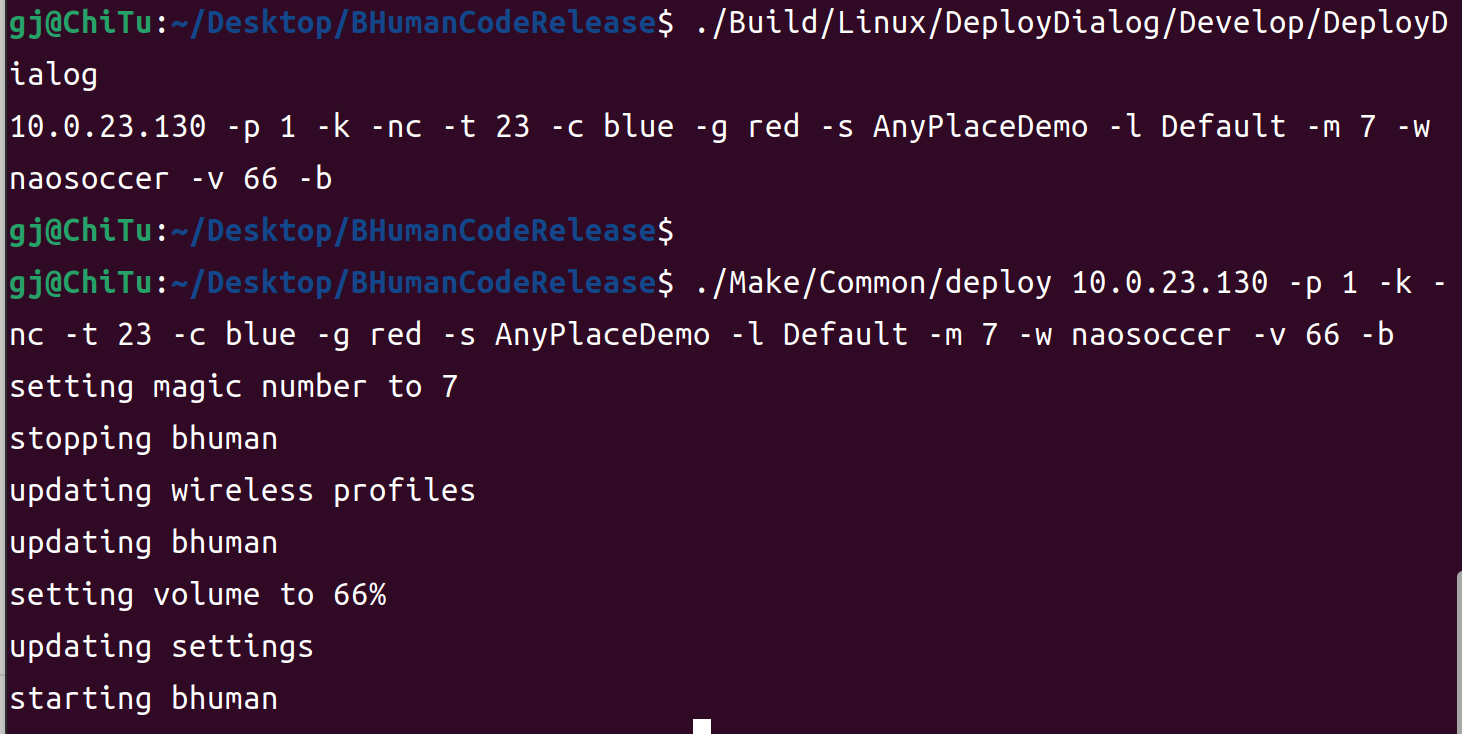 gj@ChiTu:~/Desktop/BHumanCodeRelease$ ./Build/Linux/DeployDialog/Develop/DeployD
ialog
10.0.23.130 -p 1 -k -nc -t 23 -c blue -g red -s AnyPlaceDemo -l Default -m 7 -w
naosoccer -v 66 -b
gj@ChiTu:~/Desktop/BHumanCodeRelease$
gj@ChiTu:~/Desktop/BHumanCodeRelease$ ./Make/Common/deploy 10.0.23.130 -p 1 -k -
nc -t 23 -c blue -g red -s AnyPlaceDemo -l Default -m 7 -w naosoccer -v 66 -b
setting magic number to 7
stopping bhuman
updating wireless profiles
updating bhuman
setting volume to 66%
updating settings
starting bhuman